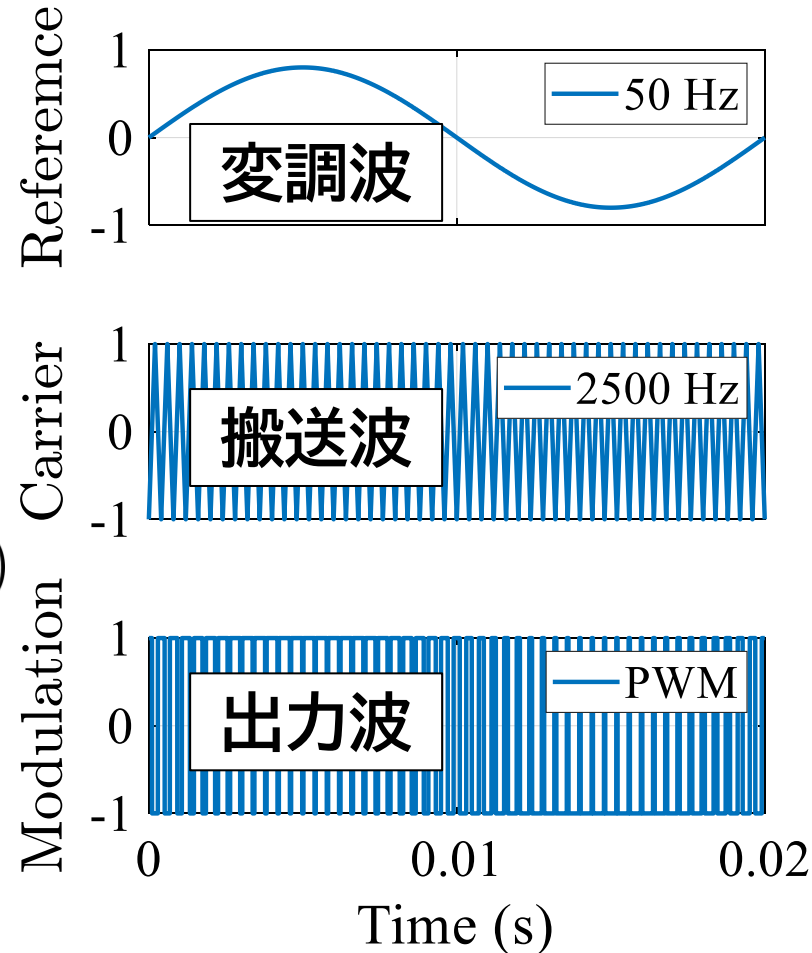 Referemce
1
0
-1
50 Hz
変調波
Carrier
1
0
-1
2500 Hz
搬送波
)
Modulation
1
0
-1
PWM
出力波
0
0.01
0.02
Time (s)